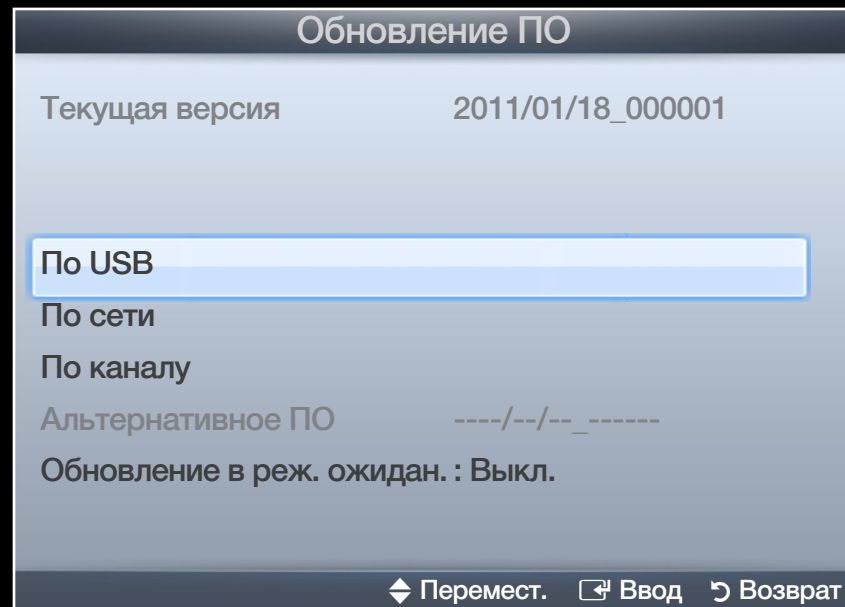 Обновление ПО
Текущая версия 2011/01/18_000001
По USB
По сети
По каналу
Альтернативное ПО ----/--/--_------
Обновление в реж. ожидан. : Выкл.
Перемест. Ввод Возврат